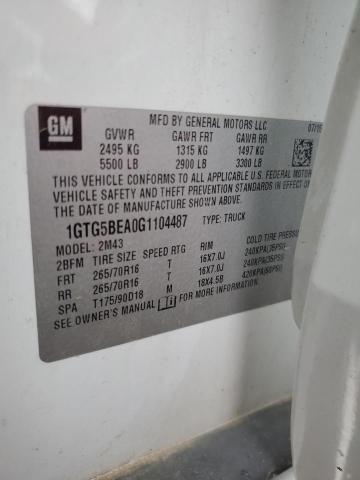 GM
MFD BY GENERAL MOTORS LLC
GVWR GAWR FRT GAWR RR
2495 KG 1315 KG 1497 KG
5500 LB 2900 LB 3300 LB
THIS VEHICLE CONFORMS TO ALL APPLICABLE U.S. FEDERAL MOTOR
VEHICLE SAFETY AND THEFT PREVENTION STANDARDS IN EFFECT ON
THE DATE OF MANUFACTURE SHOWN ABOVE.
1GTG5BEA0G1104487 TYPE: TRUCK
MODEL: 2M43
2BFM TIRE SIZE SPEED RTG RIM COLD TIRE
FRT 265/70R16 T 16X7.0J 240KPA(35PSI)
RR 265/70R16 T 16X7.0J 240KPA(35PSI)
SPA T175/90D18 M 18X4.5B 420KPA(60PSI)
SEE OWNER'S MANUAL